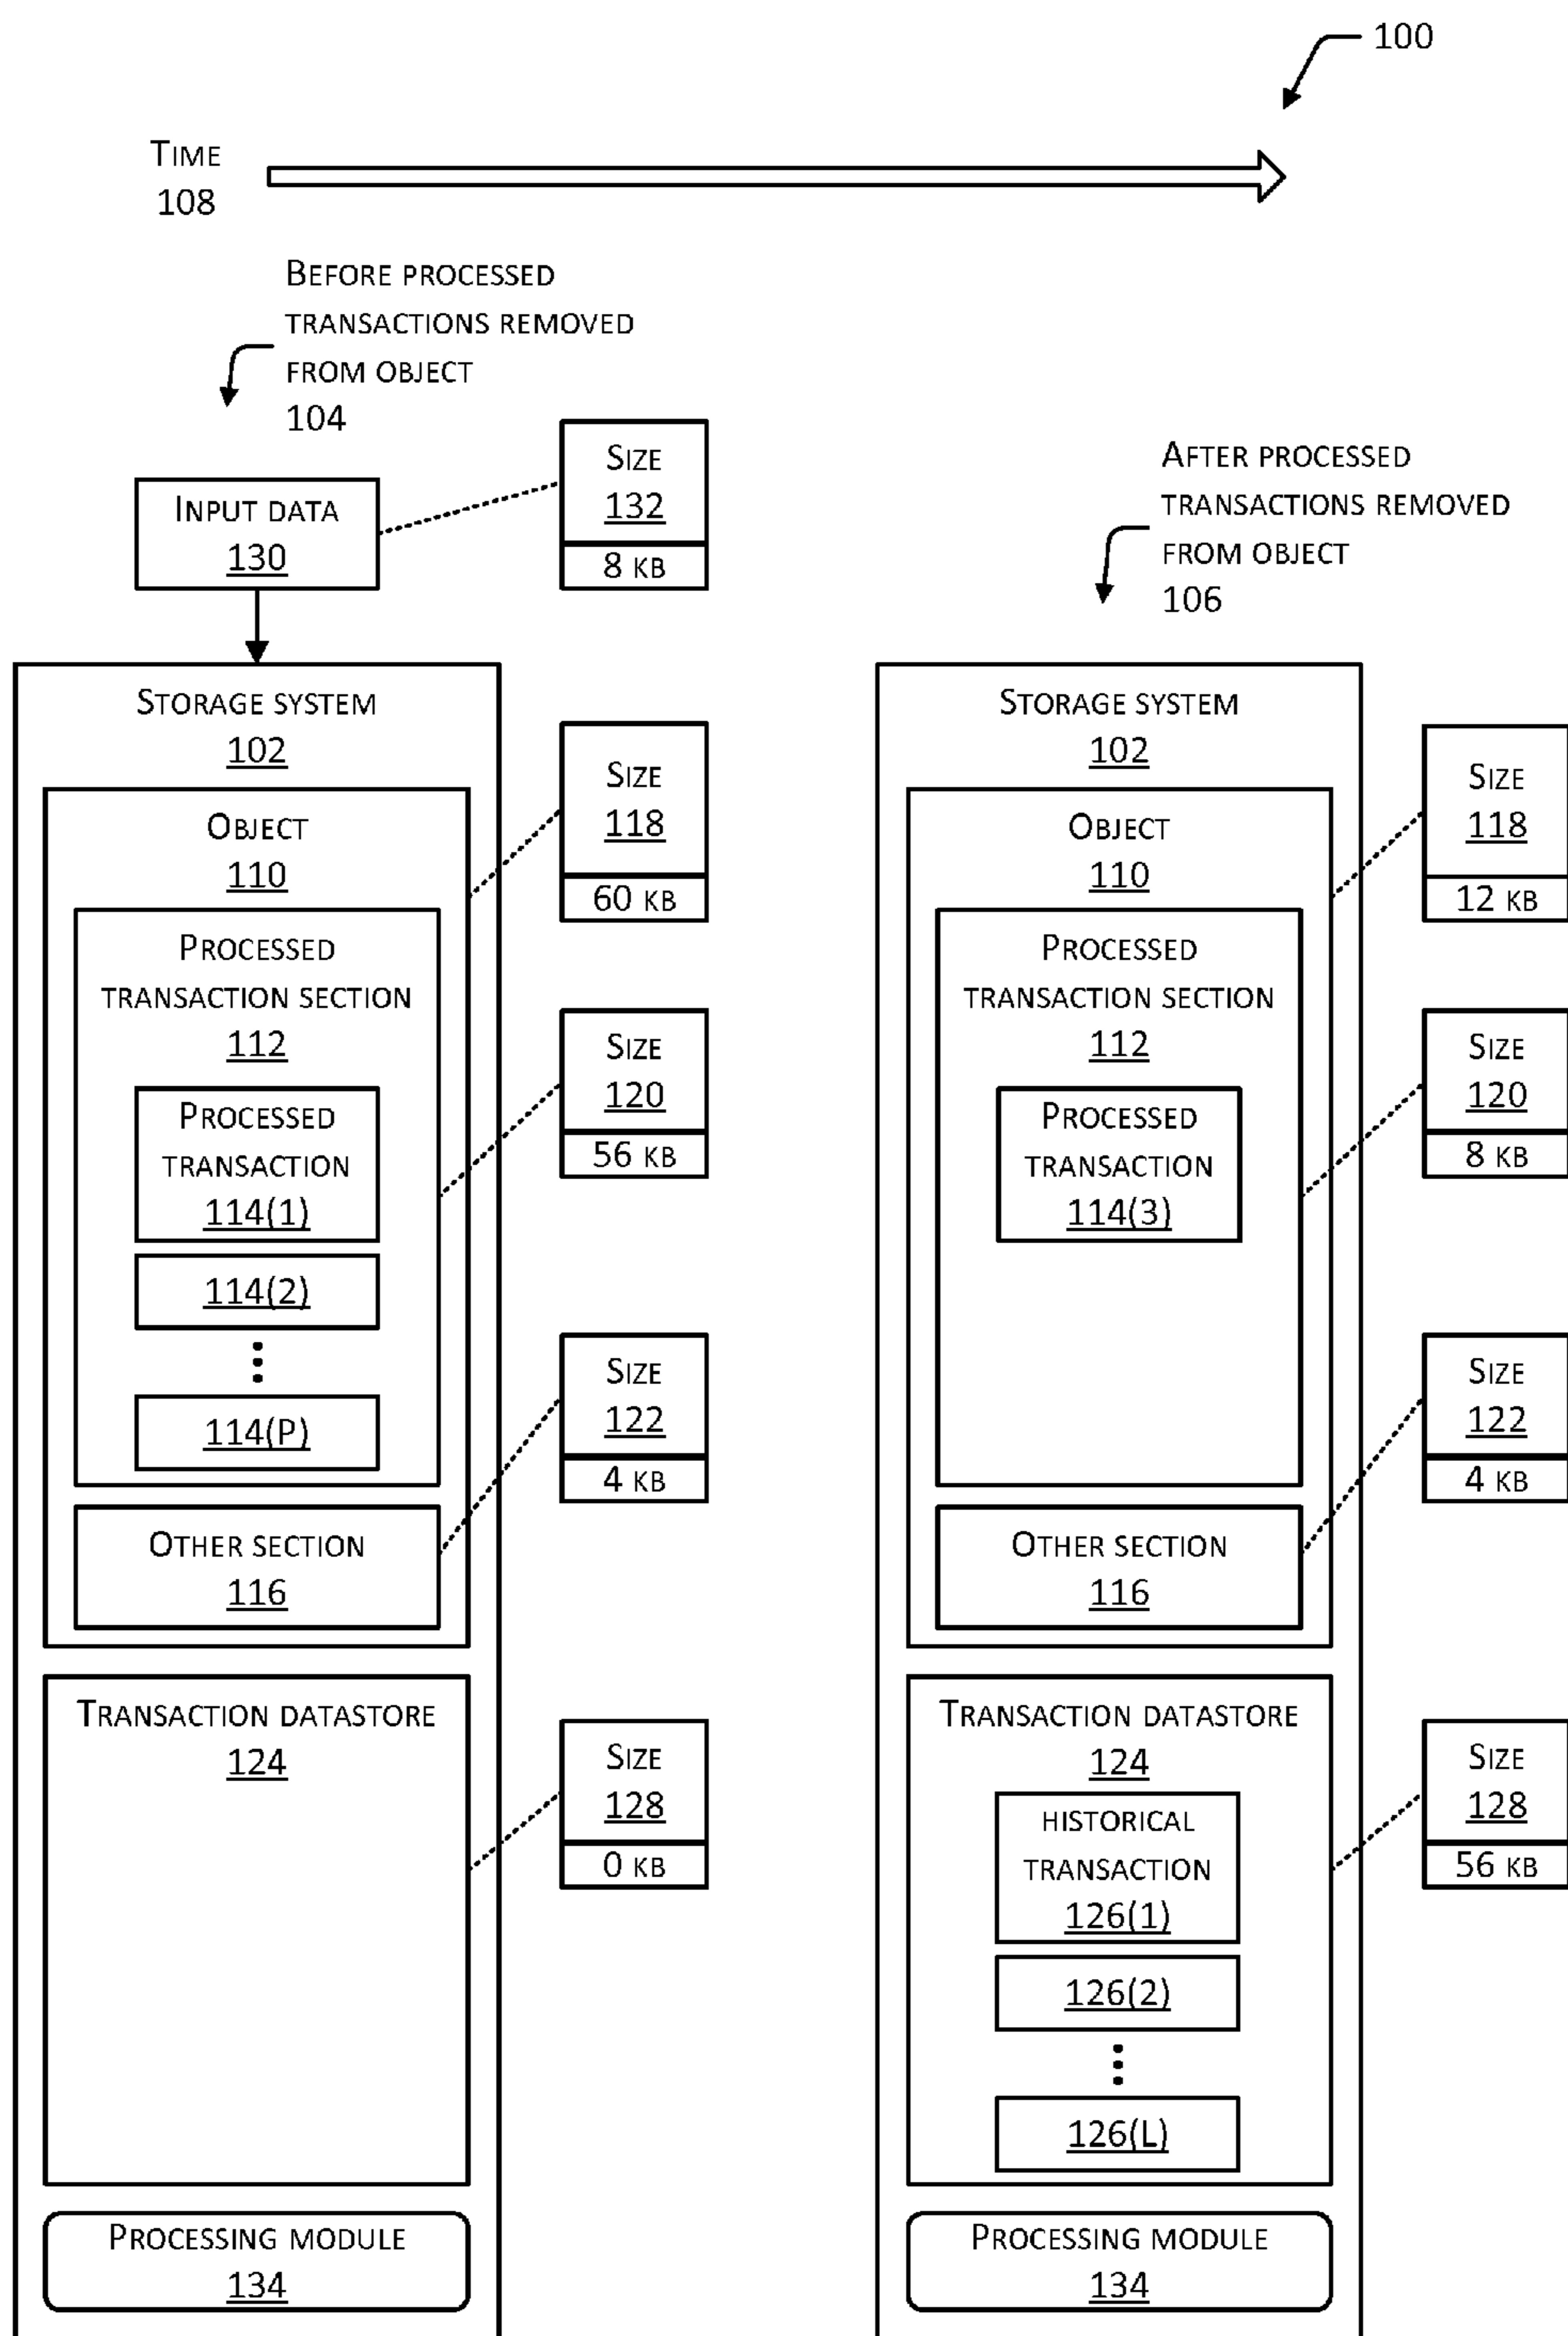 100
Time
108
Before processed
transactions removed
from object
104
Input data
130
Size
132
8 kb
After processed
transactions removed
from object
106
Storage system
102
Object
110
Processed
transaction section
112
Processed
transaction
114(1)
114(2)
114(P)
Other section
116
Transaction datastore
124
Processing module
134
Size
118
60 kb
Size
120
56 kb
Size
122
4 kb
Size
128
0 kb
Storage system
102
Object
110
Processed
transaction section
112
Processed
transaction
114(3)
Other section
116
Transaction datastore
124
historical
transaction
126(1)
126(2)
126(L)
Processing module
134
Size
118
12 kb
Size
120
8 kb
Size
122
4 kb
Size
128
56 kb